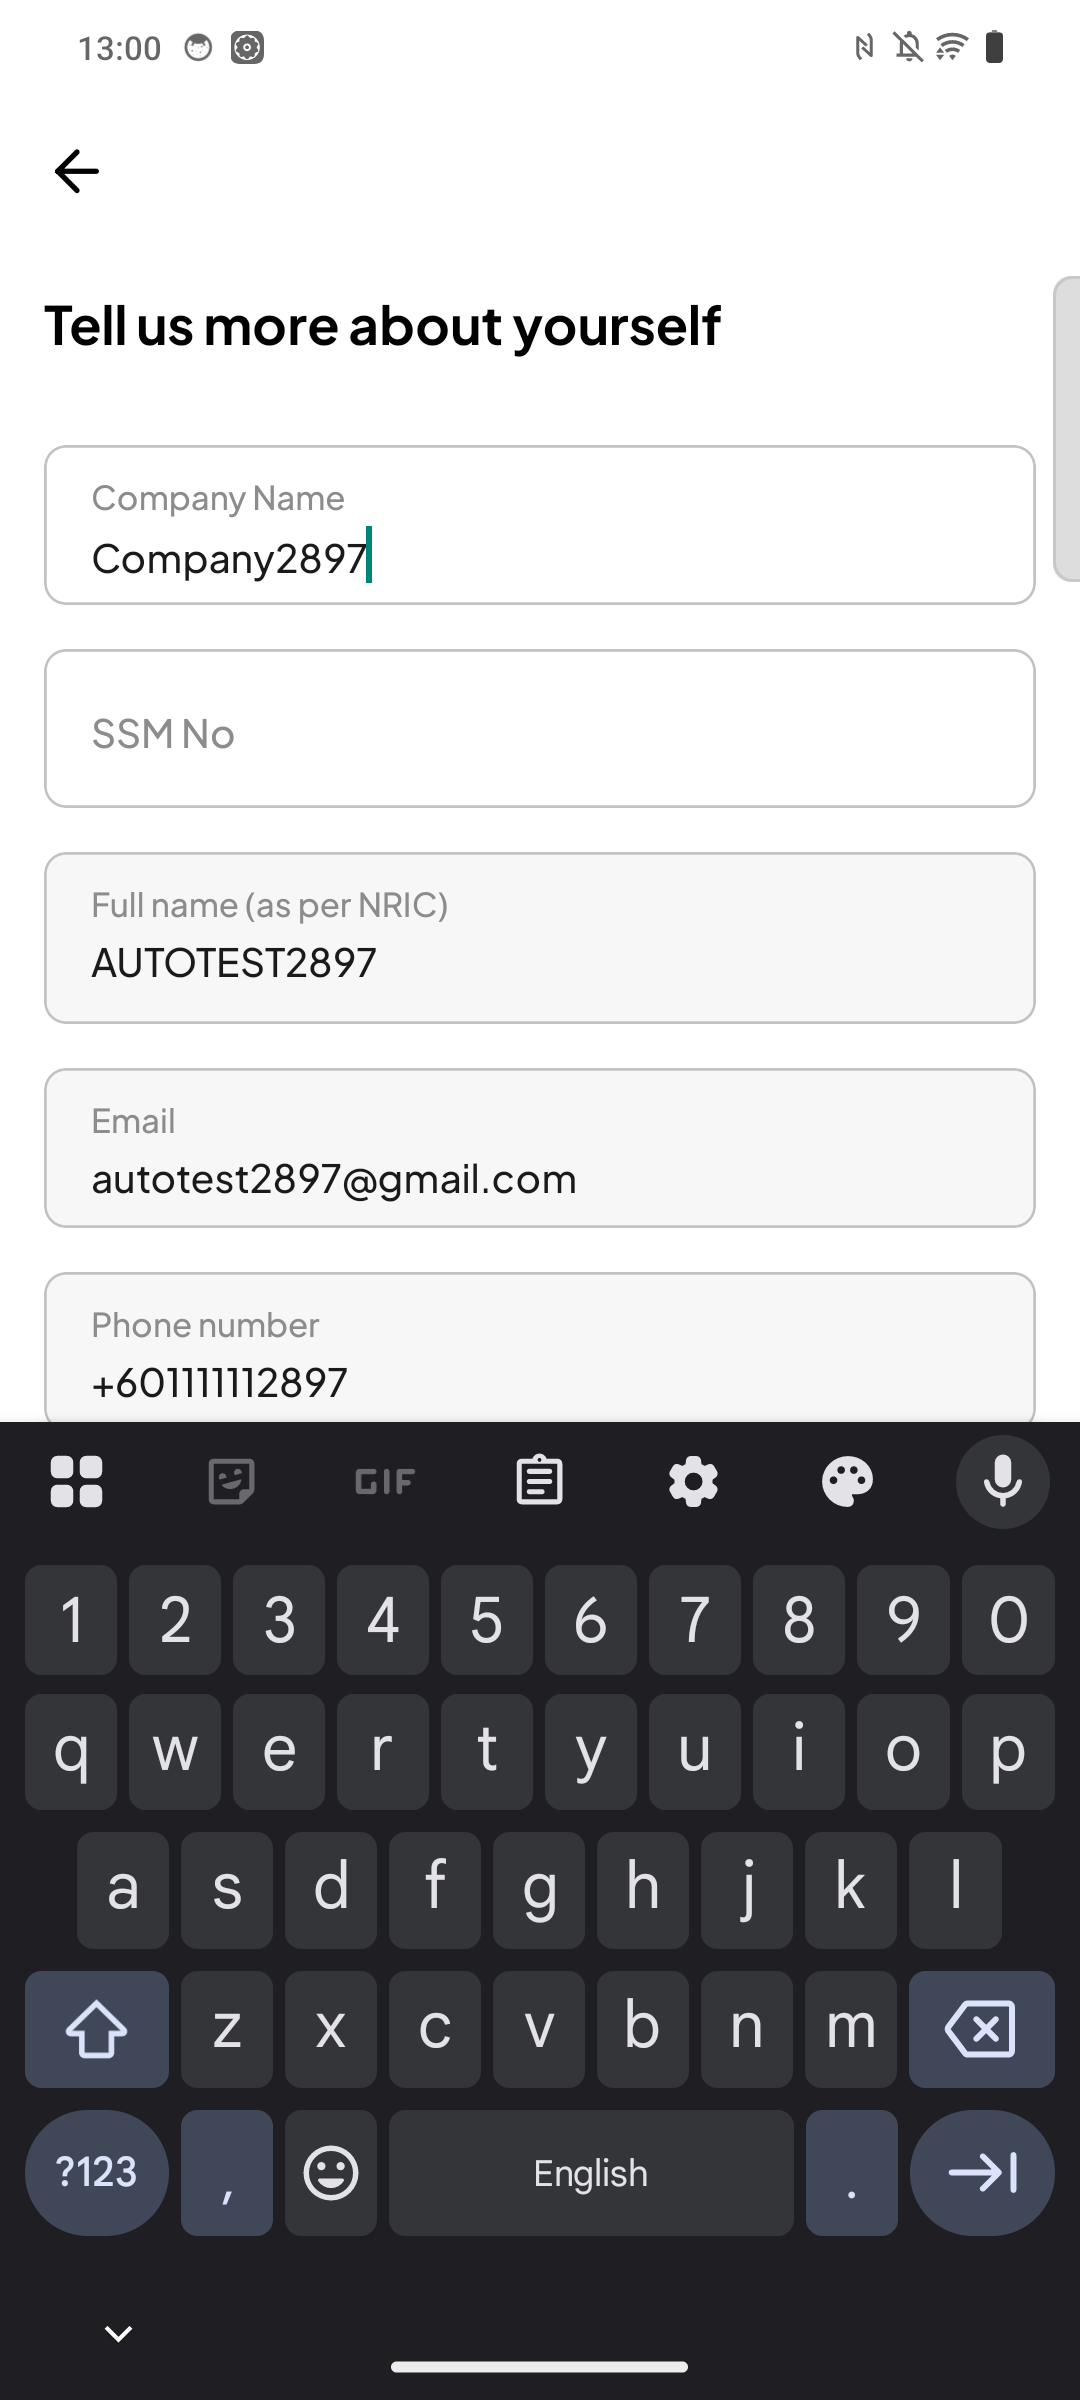 13:00
Tell us more about yourself
Company Name
Company2897
SSM No
Full name (as per NRIC)
AUTOTEST2897
Email
autotest2897@gmail.com
Phone number
+601111112897
GIF
1 2 3 4 5 6 7 8 9 0
q w e r t y u i o p
a s d f g h j k l
z x c v b n m
?123 , English .